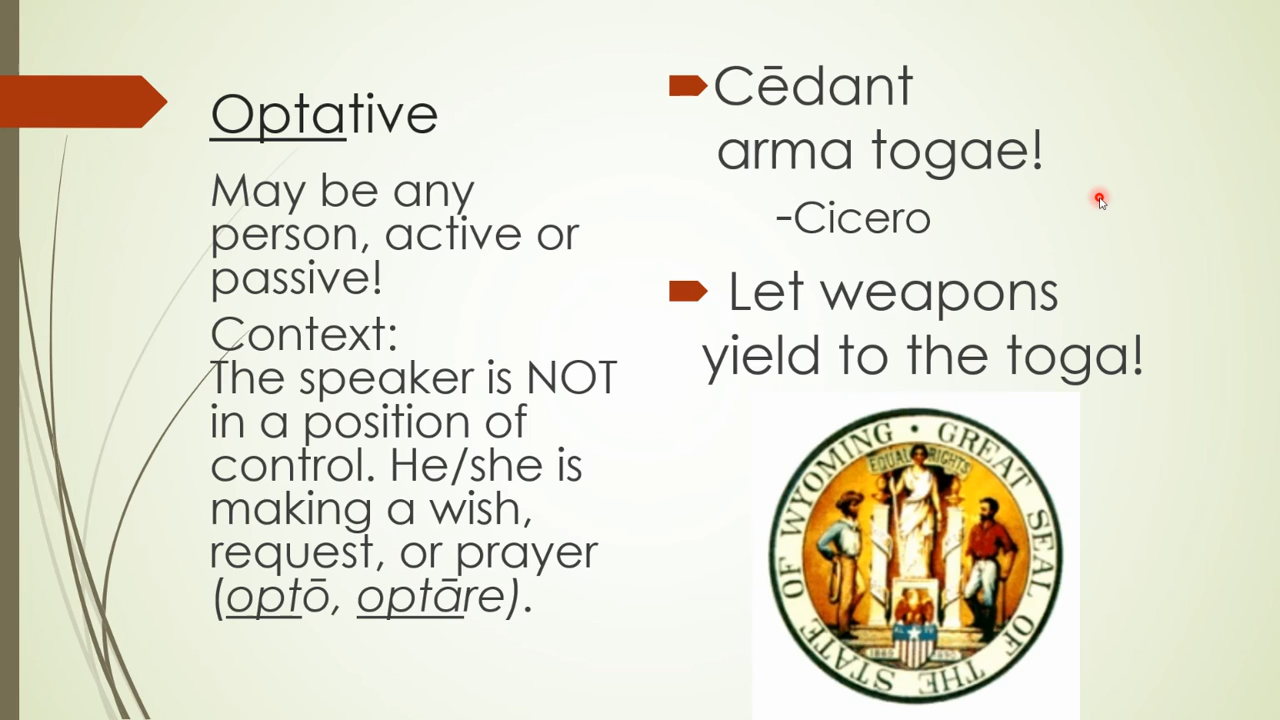 Optative
May be any
person, active or
passive!
Context:
The speaker is NOT
in a position of
control. He/she is
making a wish,
request, or prayer
(optō, optāre).
Cēdant
arma togae!
-Cicero
Let weapons
yield to the toga!
GREAT SEAL OF THE STATE OF WYOMING
EQUAL RIGHTS